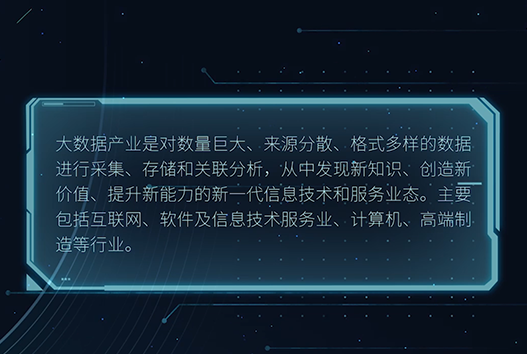 大数据产业是对数量巨大、来源分散、格式多样的数据
进行采集、存储和关联分析，从中发现新知识、创造新
价值、提升新能力的新一代信息技术和服务业态。主要
包括互联网、软件及信息技术服务业、计算机、高端制
造等行业。